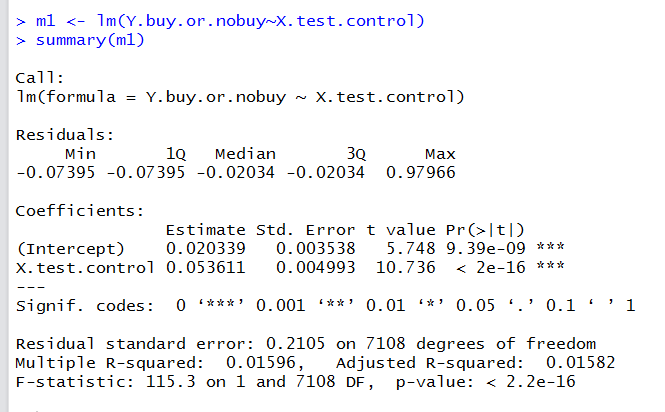 > m1 <- lm(Y.buy.or.nobuy~X.test.control)
> summary(m1)
Call:
lm(formula = Y.buy.or.nobuy ~ X.test.control)
Residuals:
     Min       1Q   Median       3Q      Max
-0.07395 -0.07395 -0.02034 -0.02034  0.97966
Coefficients:
               Estimate Std. Error t value Pr(>|t|)
(Intercept)    0.020339   0.003538   5.748 9.39e-09 ***
X.test.control 0.053611   0.004993  10.736  < 2e-16 ***
---
Signif. codes:  0 ‘***’ 0.001 ‘**’ 0.01 ‘*’ 0.05 ‘.’ 0.1 ‘ ’ 1
Residual standard error: 0.2105 on 7108 degrees of freedom
Multiple R-squared:  0.01596,   Adjusted R-squared:  0.01582
F-statistic: 115.3 on 1 and 7108 DF,  p-value: < 2.2e-16